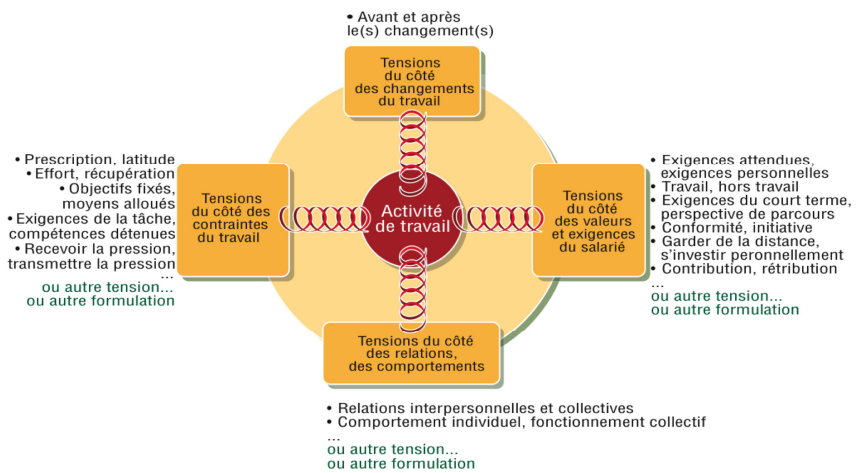 • Avant et après
le(s) changement(s)
Tensions
du côté
des changements
du travail
• Prescription, latitude
• Effort, récupération
• Objectifs fixés,
moyens alloués
• Exigences de la tâche,
compétences détenues
• Recevoir la pression,
transmettre la pression
...
ou autre tension...
ou autre formulation
Tensions
du côté des
contraintes
du travail
Activité
de travail
Tensions
du côté
des valeurs
et exigences
du salarié
• Exigences attendues,
exigences personnelles
• Travail, hors travail
• Exigences du court terme,
perspective de parcours
• Conformité, initiative
• Garder de la distance,
s'investir peronnellement
• Contribution, rétribution
...
ou autre tension...
ou autre formulation
Tensions du côté
des relations,
des comportements
• Relations interpersonnelles et collectives
• Comportement individuel, fonctionnement collectif
...
ou autre tension...
ou autre formulation